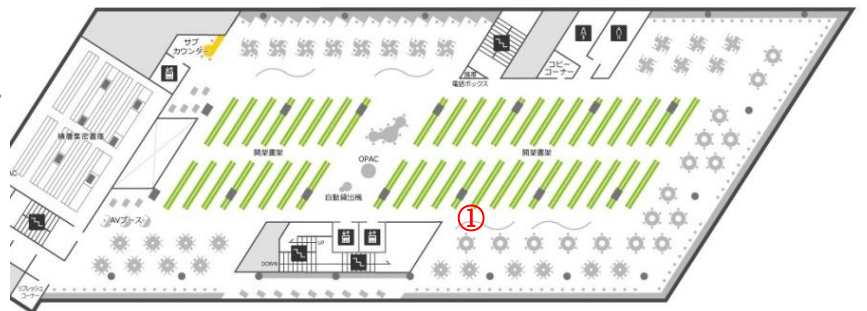 サブ
カウンター
コピー
コーナー
携帯
電話ボックス
積層集密書庫
開架書架
開架書架
OPAC
自動貸出機
①
AVブース
UP
DOWN
リフレッシュ
コーナー